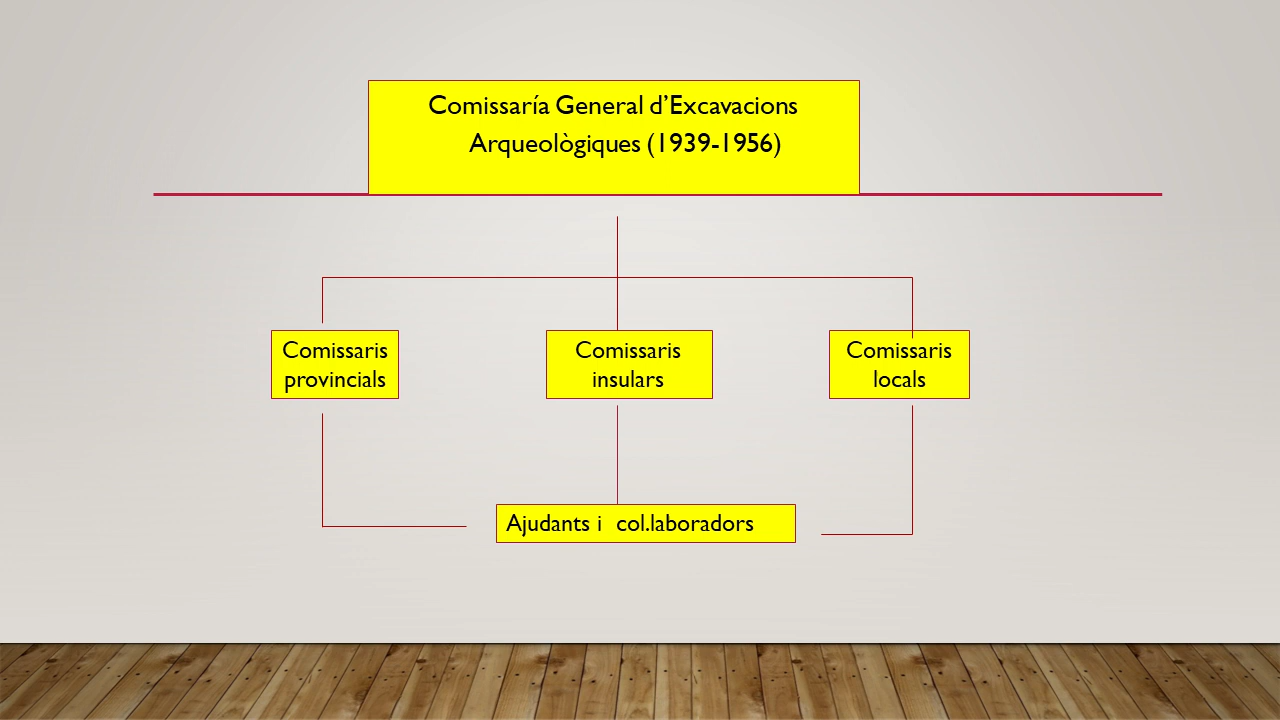 Comissaría General d’Excavacions
Arqueològiques (1939-1956)
Comissaris
provincials
Comissaris
insulars
Comissaris
locals
Ajudants i  col.laboradors